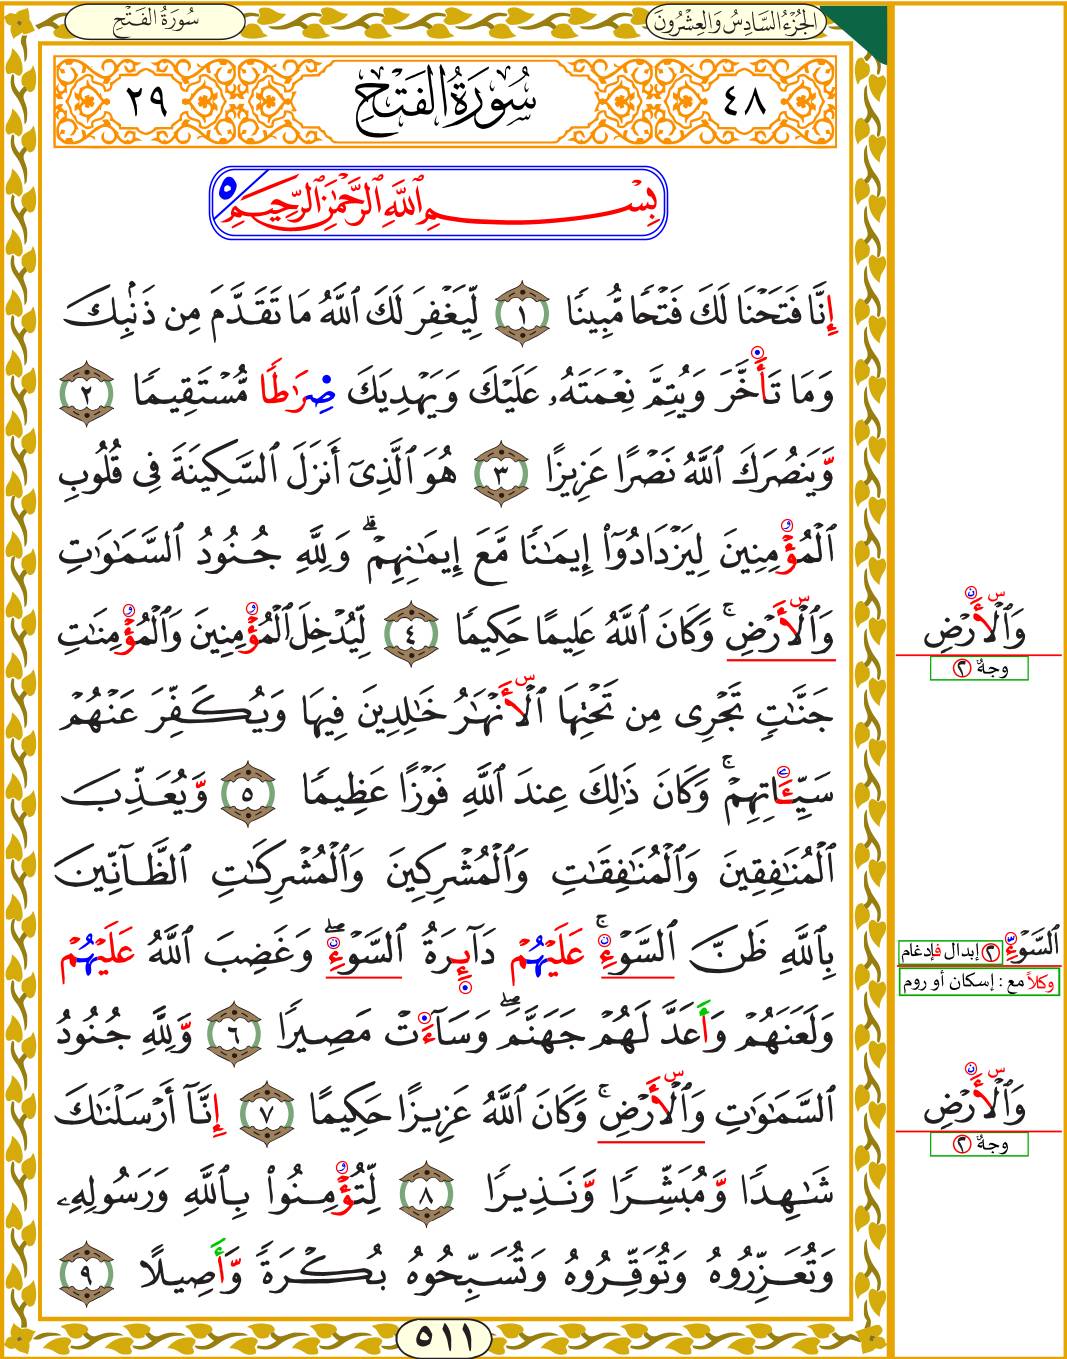 الجُزْءُ السَّادِسُ وَالعِشْرُونَ
سُورَةُ الفَتْحِ
٤٨ سُورَةُ الفَتْحِ ٢٩
بِسْمِ ٱللَّهِ ٱلرَّحْمَٰنِ ٱلرَّحِيمِ ٥
إِنَّا فَتَحْنَا لَكَ فَتْحًا مُّبِينًا ١ لِّيَغْفِرَ لَكَ ٱللَّهُ مَا تَقَدَّمَ مِن ذَنۢبِكَ
وَمَا تَأَخَّرَ وَيُتِمَّ نِعْمَتَهُۥ عَلَيْكَ وَيَهْدِيَكَ صِرَٰطًا مُّسْتَقِيمًا ٢
وَّيَنصُرَكَ ٱللَّهُ نَصْرًا عَزِيزًا ٣ هُوَ ٱلَّذِىٓ أَنزَلَ ٱلسَّكِينَةَ فِى قُلُوبِ
ٱلْمُؤْمِنِينَ لِيَزْدَادُوٓا۟ إِيمَٰنًا مَّعَ إِيمَٰنِهِمْ ۗ وَلِلَّهِ جُنُودُ ٱلسَّمَٰوَٰتِ
وَٱلْأَرْضِ ۚ وَكَانَ ٱللَّهُ عَلِيمًا حَكِيمًا ٤ لِّيُدْخِلَ ٱلْمُؤْمِنِينَ وَٱلْمُؤْمِنَٰتِ
جَنَّٰتٍ تَجْرِى مِن تَحْتِهَا ٱلْأَنْهَٰرُ خَٰلِدِينَ فِيهَا وَيُكَفِّرَ عَنْهُمْ
سَيِّـَٔاتِهِمْ ۚ وَكَانَ ذَٰلِكَ عِندَ ٱللَّهِ فَوْزًا عَظِيمًا ٥ وَّيُعَذِّبَ
ٱلْمُنَٰفِقِينَ وَٱلْمُنَٰفِقَٰتِ وَٱلْمُشْرِكِينَ وَٱلْمُشْرِكَٰتِ ٱلظَّآنِّينَ
بِٱللَّهِ ظَنَّ ٱلسَّوْءِ ۚ عَلَيْهُمْ دَآئِرَةُ ٱلسَّوْءِ ۖ وَغَضِبَ ٱللَّهُ عَلَيْهُمْ
وَلَعَنَهُمْ وَأَعَدَّ لَهُمْ جَهَنَّمَ ۖ وَسَآءَتْ مَصِيرًا ٦ وَّلِلَّهِ جُنُودُ
ٱلسَّمَٰوَٰتِ وَٱلْأَرْضِ ۚ وَكَانَ ٱللَّهُ عَزِيزًا حَكِيمًا ٧ إِنَّآ أَرْسَلْنَٰكَ
شَٰهِدًا وَّمُبَشِّرًا وَّنَذِيرًا ٨ لِّتُؤْمِنُوا۟ بِٱللَّهِ وَرَسُولِهِۦ
وَتُعَزِّرُوهُ وَتُوَقِّرُوهُ وَتُسَبِّحُوهُ بُكْرَةً وَّأَصِيلًا ٩
٥١١
وَٱلْأَرْضِ
وجهٌ ٢
ٱلسَّوْءِ ٢ إبدال فإدغام
وكلاً مع : إسكان أو روم
وَٱلْأَرْضِ
وجهٌ ٢